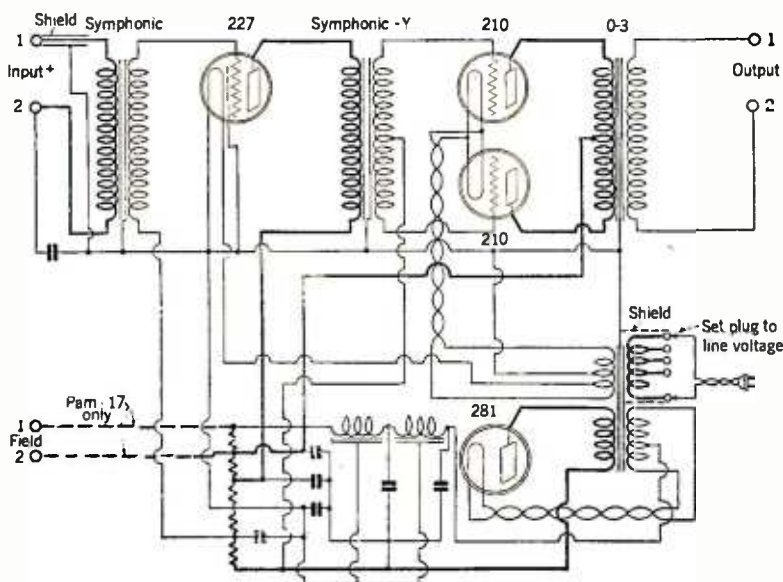 Shield
Symphonic
227
Symphonic-Y
210
0-3
1
1
Input+
Output
2
2
210
Shield
Set plug to
line voltage
Pam. 17
only
281
1
Field
2